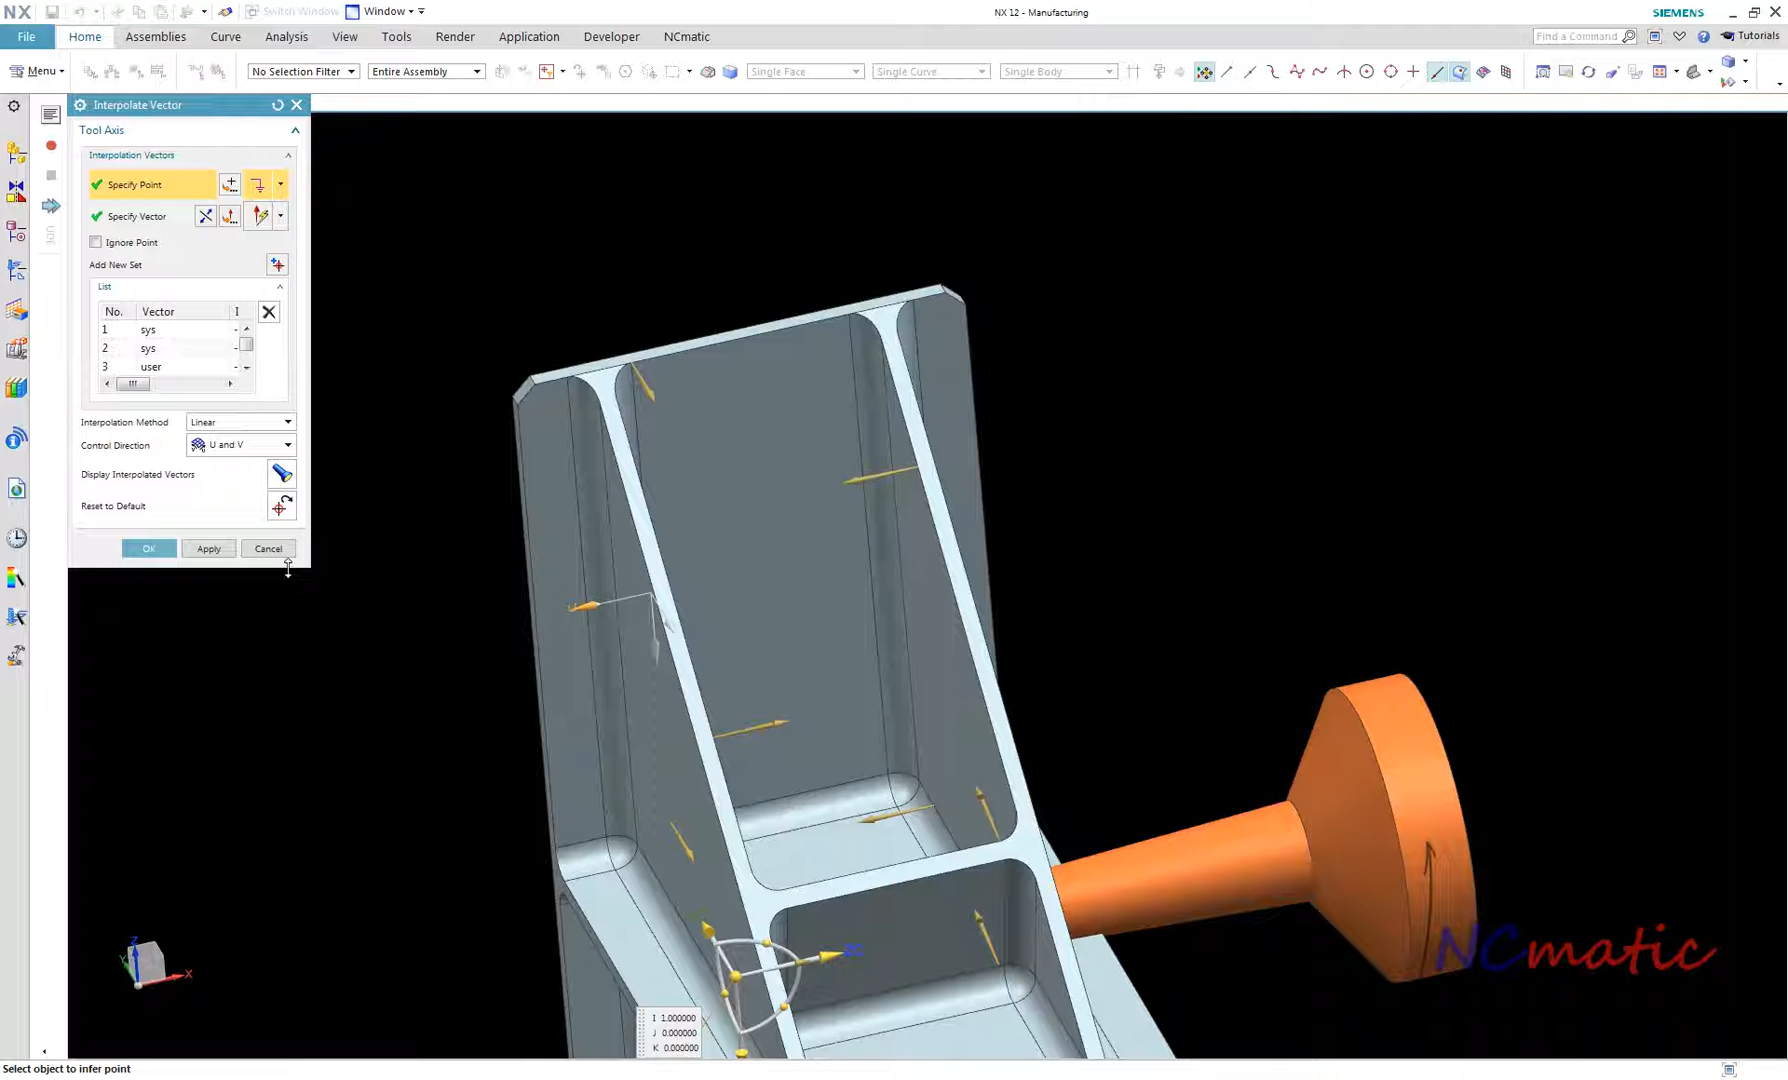 NX
Switch Window
Window
NX 12 - Manufacturing
SIEMENS
File
Home
Assemblies
Curve
Analysis
View
Tools
Render
Application
Developer
NCmatic
Find a Command
Tutorials
Menu
No Selection Filter
Entire Assembly
Single Face
Single Curve
Single Body
Interpolate Vector
Tool Axis
Interpolation Vectors
Specify Point
Specify Vector
Ignore Point
Add New Set
List
No. Vector I
1 sys -
2 sys -
3 user -
Interpolation Method Linear
Control Direction U and V
Display Interpolated Vectors
Reset to Default
OK Apply Cancel
UDE
ZC
NCmatic
Z
Y
X
I 1.000000
J 0.000000
K 0.000000
Select object to infer point